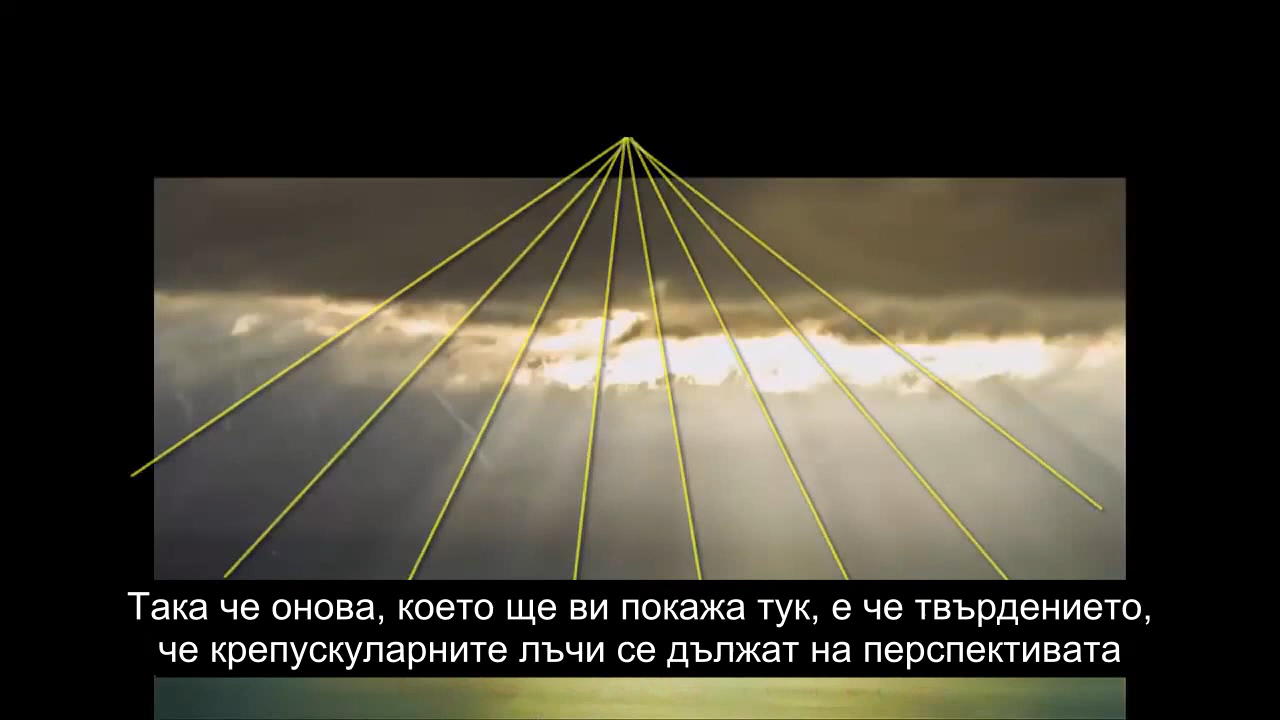 Така че онова, което ще ви покажа тук, е че твърдението,
че крепускуларните лъчи се дължат на перспективата